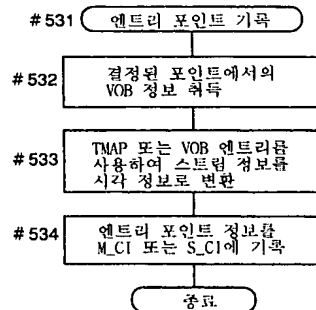 #531 엔트리 포인트 기록
#532
결정된 포인트에서의
VOB 정보 취득
#533
TMAP 또는 VOB 엔트리를
사용하여 스트림 정보를
시각 정보로 변환
#534
엔트리 포인트 정보를
M_CI 또는 S_CI에 기록
종료